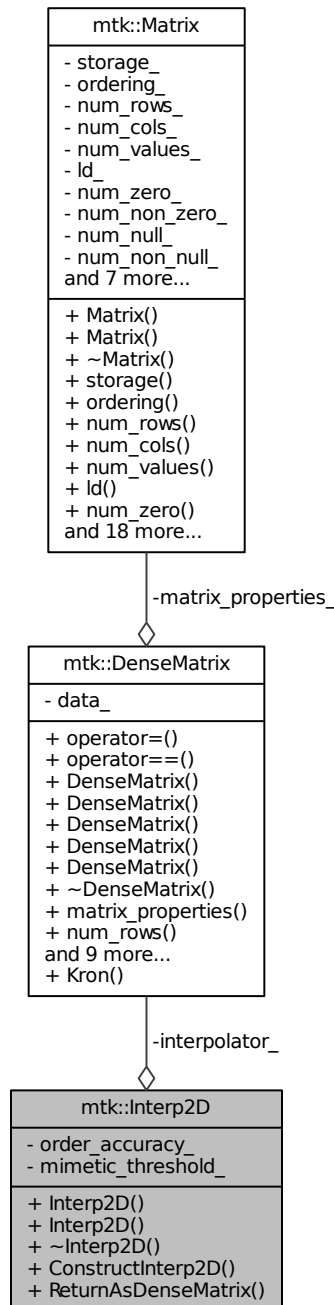 mtk::Matrix
- storage_
- ordering_
- num_rows_
- num_cols_
- num_values_
- ld_
- num_zero_
- num_non_zero_
- num_null_
- num_non_null_
and 7 more...
+ Matrix()
+ Matrix()
+ ~Matrix()
+ storage()
+ ordering()
+ num_rows()
+ num_cols()
+ num_values()
+ ld()
+ num_zero()
and 18 more...
-matrix_properties_
mtk::DenseMatrix
- data_
+ operator=()
+ operator==()
+ DenseMatrix()
+ DenseMatrix()
+ DenseMatrix()
+ DenseMatrix()
+ DenseMatrix()
+ ~DenseMatrix()
+ matrix_properties()
+ num_rows()
and 9 more...
+ Kron()
-interpolator_
mtk::Interp2D
- order_accuracy_
- mimetic_threshold_
+ Interp2D()
+ Interp2D()
+ ~Interp2D()
+ ConstructInterp2D()
+ ReturnAsDenseMatrix()